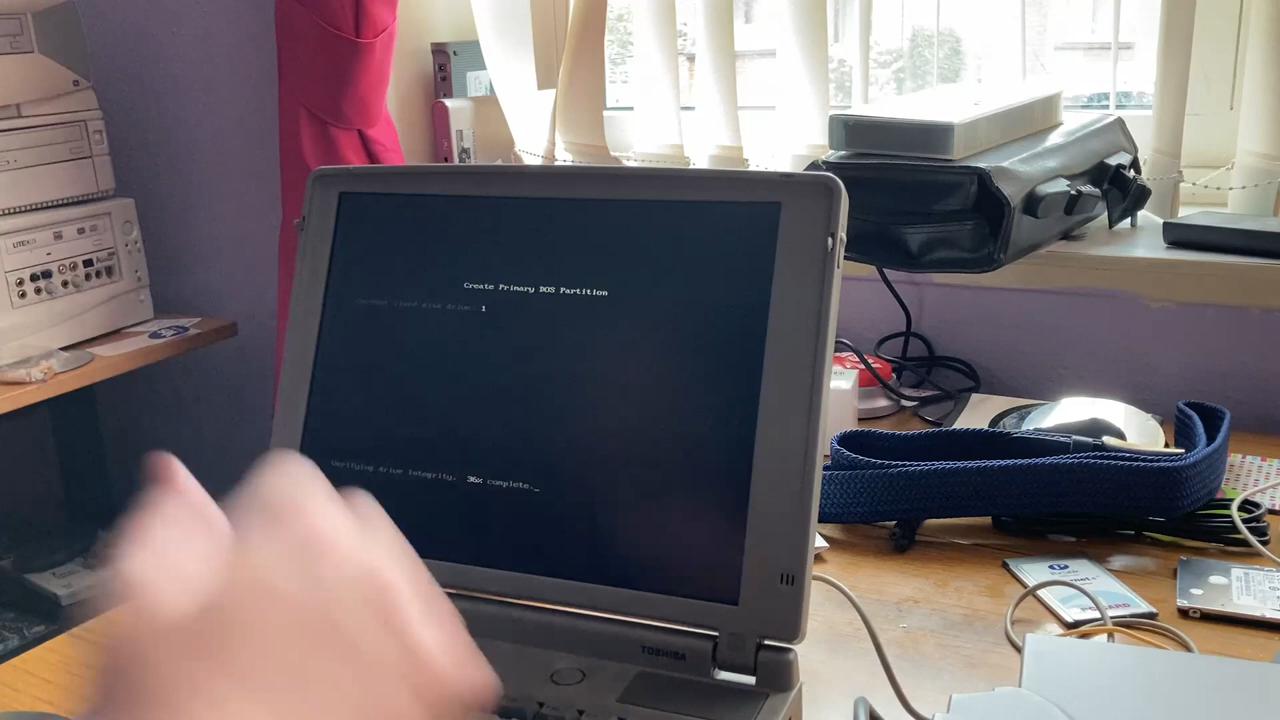 LITEON
Create Primary DOS Partition
Current fixed disk drive: 1
Verifying drive integrity, 36% complete._
TOSHIBA